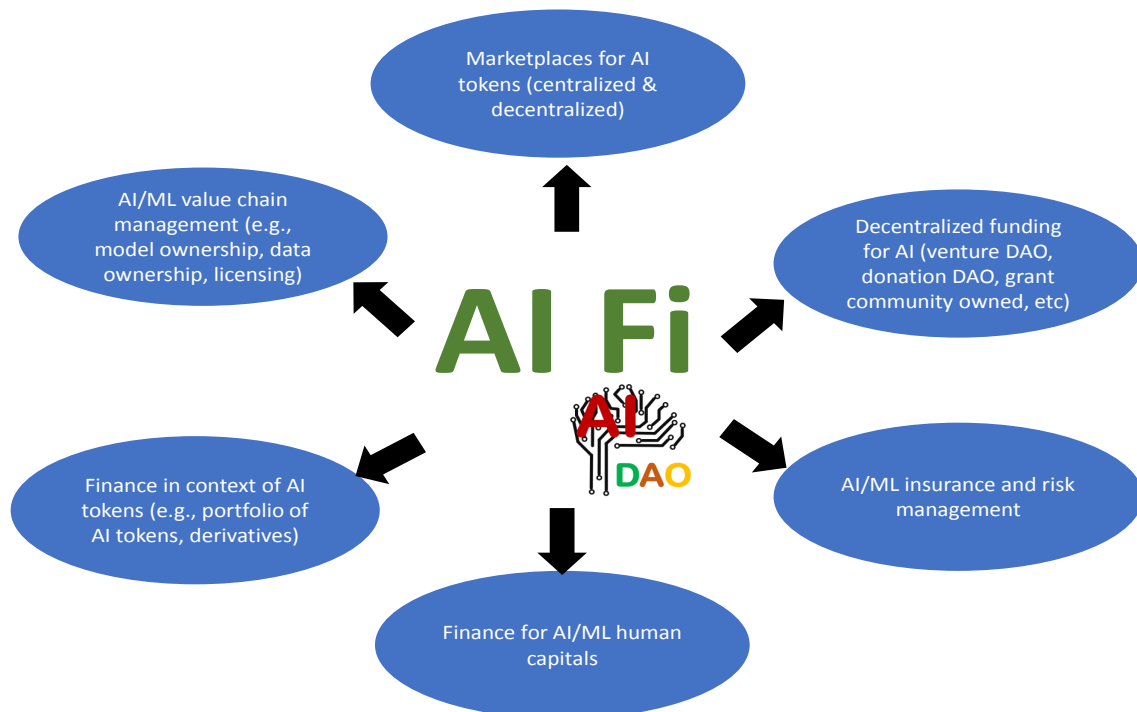 Marketplaces for AI
tokens (centralized &
decentralized)
AI/ML value chain
management (e.g.,
model ownership, data
ownership, licensing)
Decentralized funding
for AI (venture DAO,
donation DAO, grant
community owned, etc)
AI Fi
AI
DAO
Finance in context of AI
tokens (e.g., portfolio of
AI tokens, derivatives)
AI/ML insurance and risk
management
Finance for AI/ML human
capitals